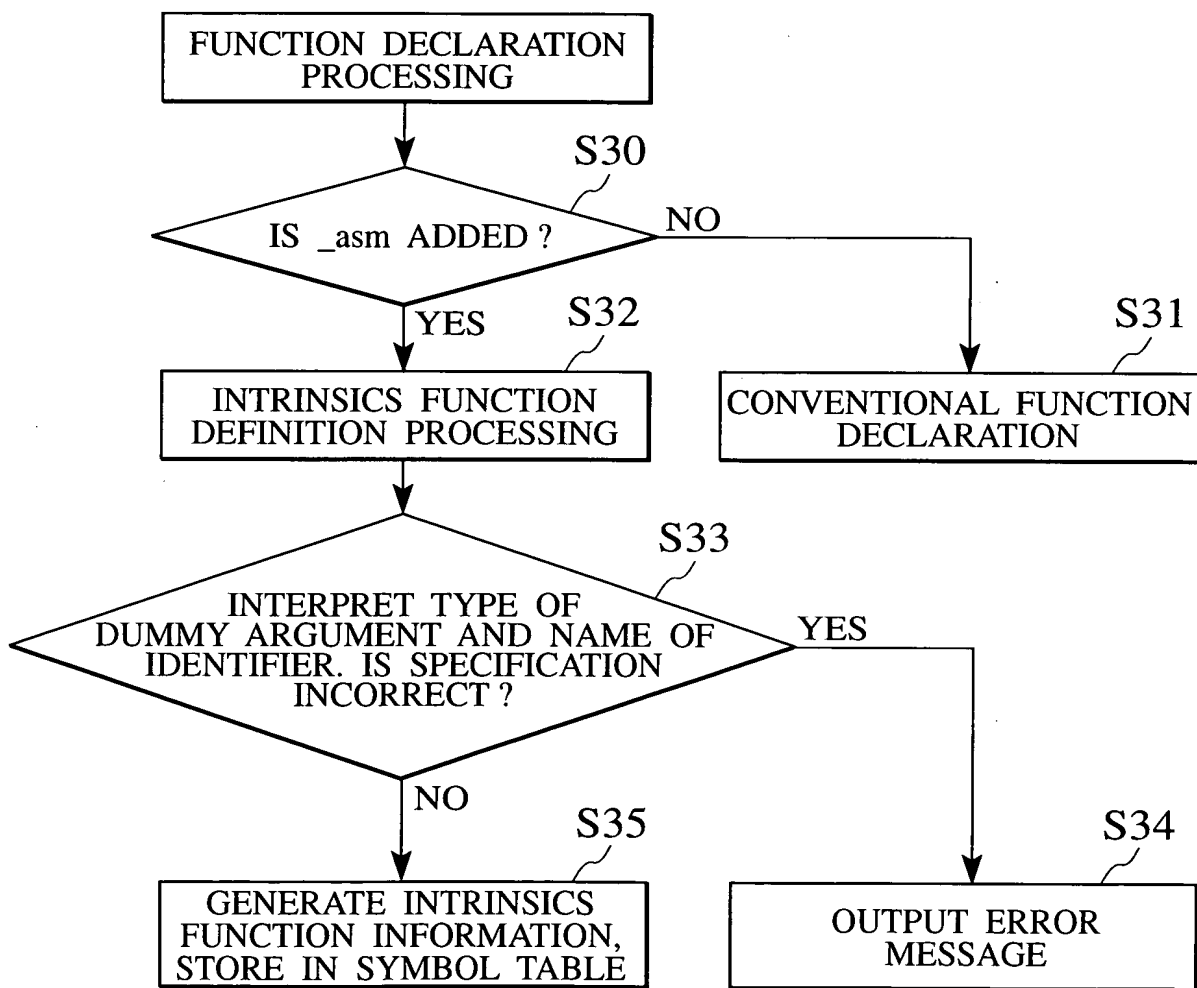 FUNCTION DECLARATION
PROCESSING
S30
IS _asm ADDED ?
NO
YES
S32
INTRINSICS FUNCTION
DEFINITION PROCESSING
S31
CONVENTIONAL FUNCTION
DECLARATION
S33
INTERPRET TYPE OF
DUMMY ARGUMENT AND NAME OF
IDENTIFIER. IS SPECIFICATION
INCORRECT ?
YES
NO
S35
GENERATE INTRINSICS
FUNCTION INFORMATION,
STORE IN SYMBOL TABLE
S34
OUTPUT ERROR
MESSAGE